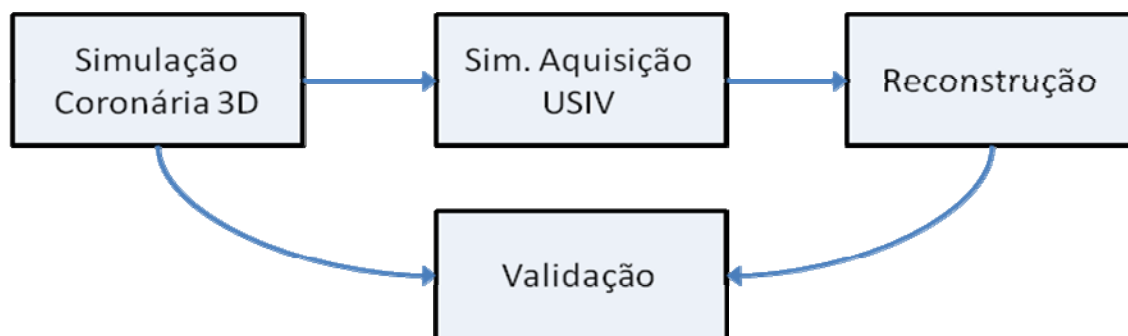 Simulação
Coronária 3D
Sim. Aquisição
USIV
Reconstrução
Validação